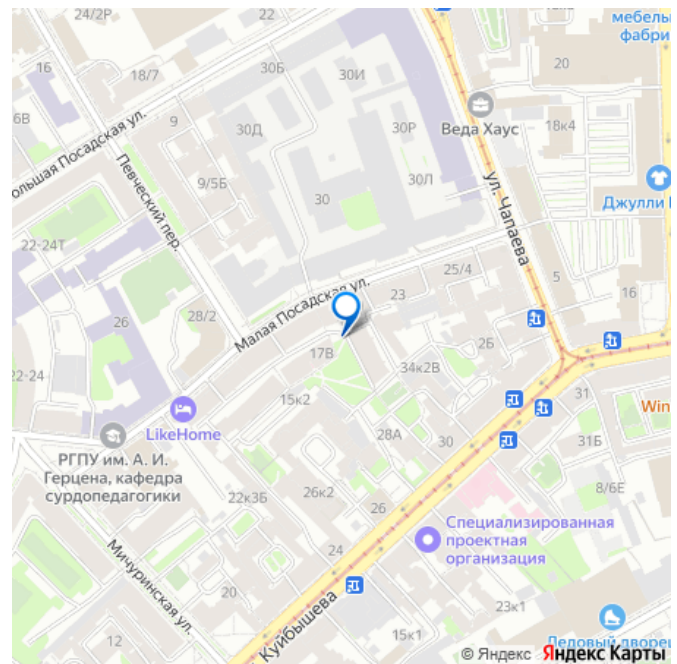 24/2Р
22
мебель
фабри
16
18/7
30Б
30И
20
6В
9
30Д
30Р
Веда Хаус
18к4
ольшая Посадская ул.
Певческий пер.
9/5Б
30
30Л
ул. Чапаева
Джулли
22-24Т
25/4
26
28/2
Малая Посадская ул.
23
5
16
17В
2Б
22-24
34к2В
15к2
31
LikeHome
Win
28А
30
31Б
РГПУ им. А. И.
Герцена, кафедра
сурдопедагогики
22к3Б
26к2
26
8/6Е
Специализированная
проектная
организация
24
Мичуринская ул.
20
Куйбышева
23к1
12
15к1
Ледовый дворец
© Яндекс Яндекс Карты